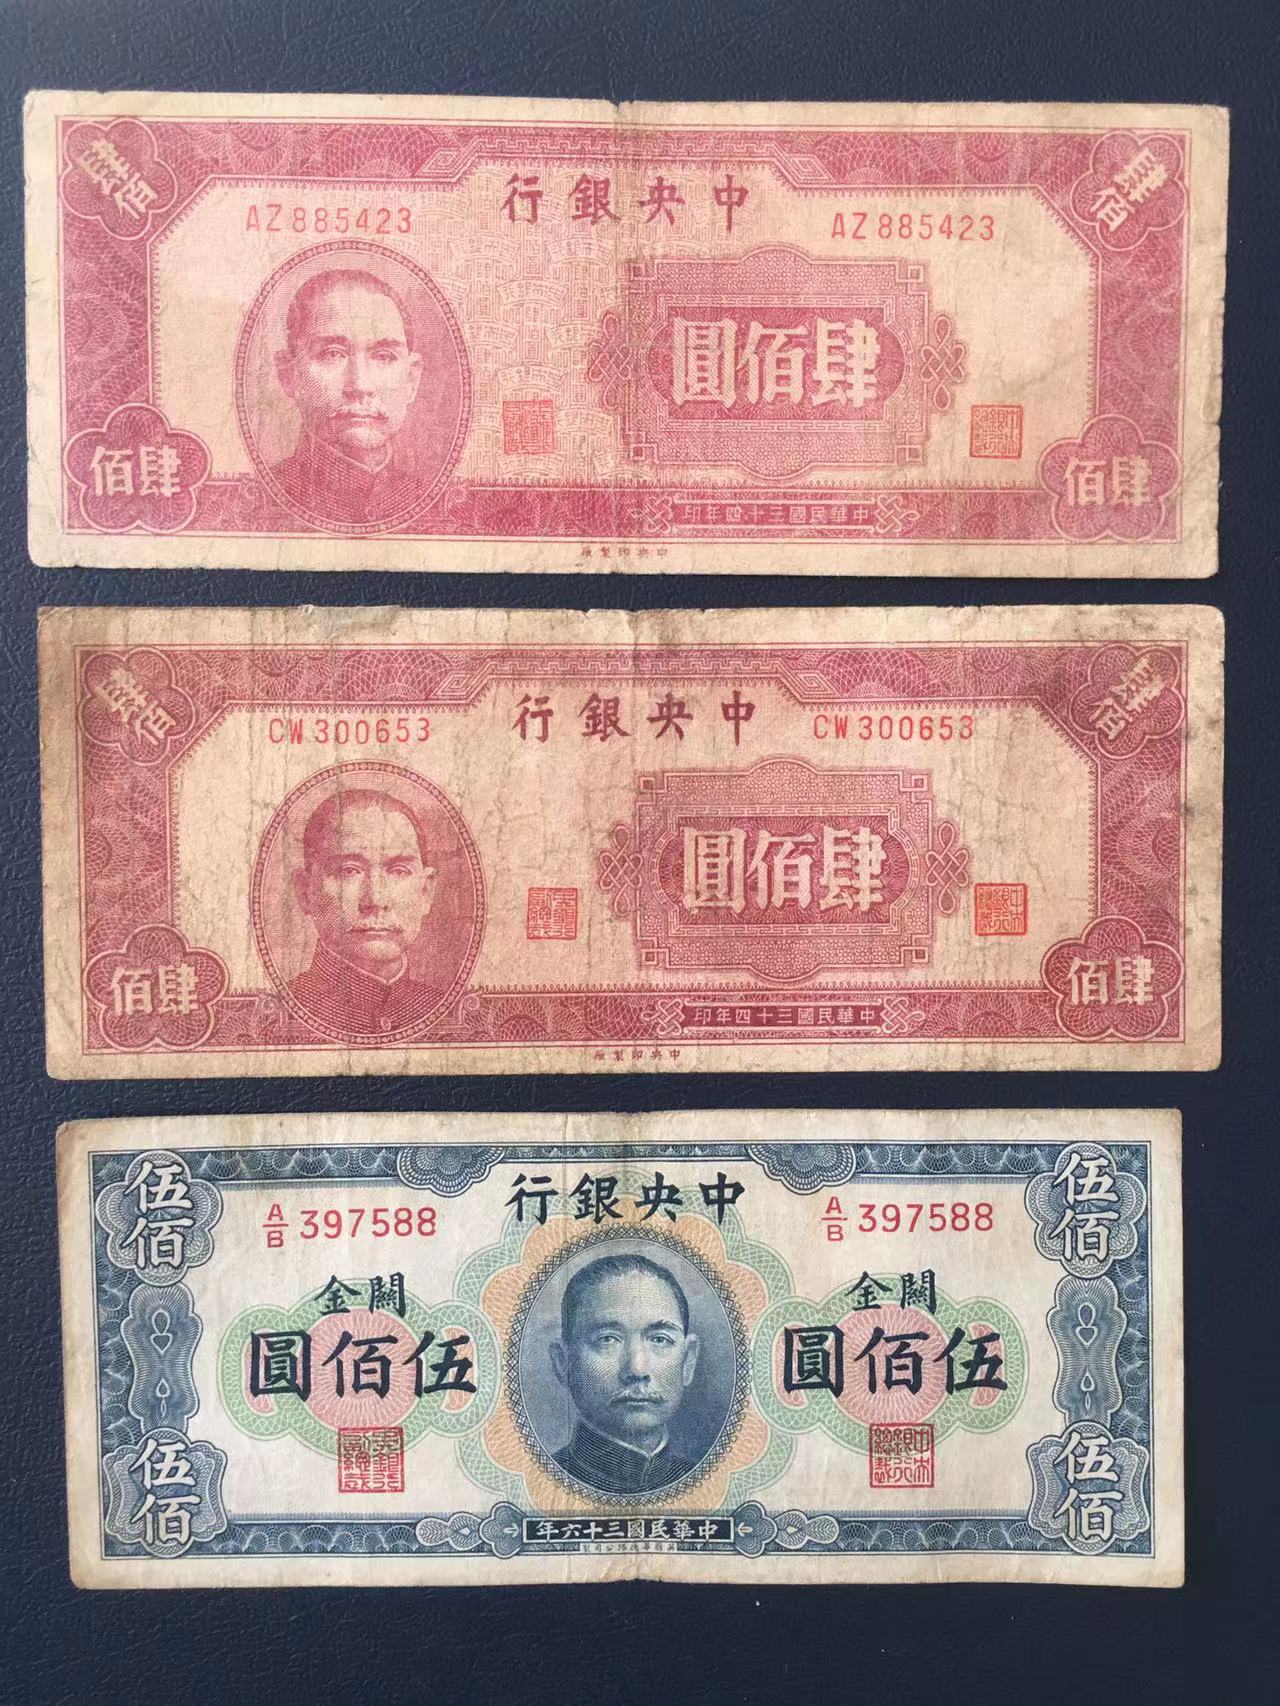 中央銀行
AZ885423
AZ885423
肆佰
肆佰
肆佰圓
肆佰
肆佰
中華民國三十四年印
中央印製廠
中央銀行
CW300653
CW300653
肆佰
肆佰
肆佰圓
肆佰
肆佰
中華民國三十四年印
中央印製廠
中央銀行
伍佰
伍佰
A/B 397588
A/B 397588
關金
關金
伍佰圓
伍佰圓
伍佰
伍佰
中華民國三十六年